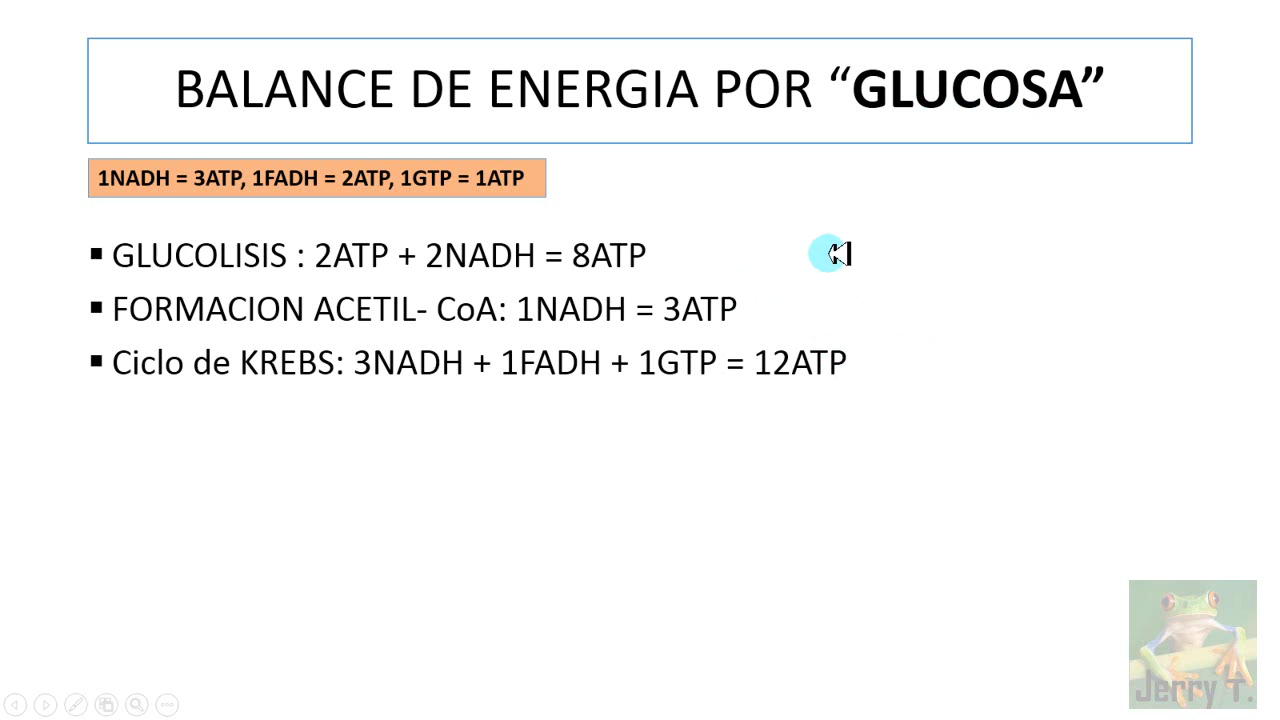 BALANCE DE ENERGIA POR “GLUCOSA”
1NADH = 3ATP, 1FADH = 2ATP, 1GTP = 1ATP
▪ GLUCOLISIS : 2ATP + 2NADH = 8ATP
▪ FORMACION ACETIL- CoA: 1NADH = 3ATP
▪ Ciclo de KREBS: 3NADH + 1FADH + 1GTP = 12ATP
Jerry T.